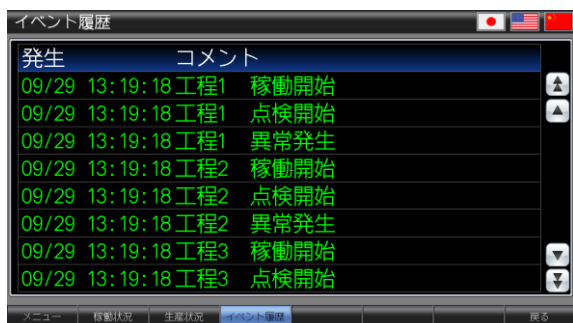 イベント履歴
発生 コメント
09/29 13:19:18 工程1 稼働開始
09/29 13:19:18 工程1 点検開始
09/29 13:19:18 工程1 異常発生
09/29 13:19:18 工程2 稼働開始
09/29 13:19:18 工程2 点検開始
09/29 13:19:18 工程2 異常発生
09/29 13:19:18 工程3 稼働開始
09/29 13:19:18 工程3 点検開始
メニュー 稼働状況 生産状況 イベント履歴 戻る